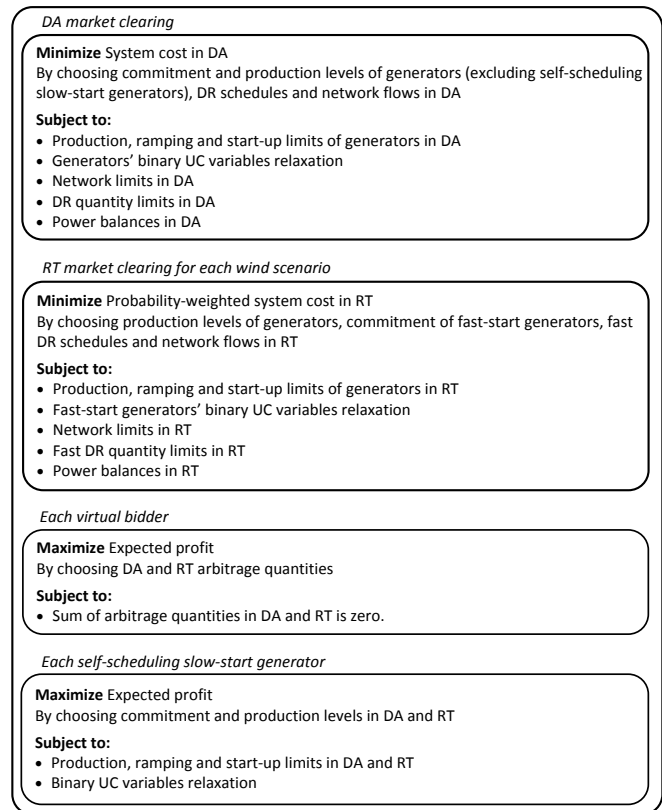 DA market clearing
Minimize System cost in DA
By choosing commitment and production levels of generators (excluding self-scheduling
slow-start generators), DR schedules and network flows in DA
Subject to:
• Production, ramping and start-up limits of generators in DA
• Generators’ binary UC variables relaxation
• Network limits in DA
• DR quantity limits in DA
• Power balances in DA
RT market clearing for each wind scenario
Minimize Probability-weighted system cost in RT
By choosing production levels of generators, commitment of fast-start generators, fast
DR schedules and network flows in RT
Subject to:
• Production, ramping and start-up limits of generators in RT
• Fast-start generators’ binary UC variables relaxation
• Network limits in RT
• Fast DR quantity limits in RT
• Power balances in RT
Each virtual bidder
Maximize Expected profit
By choosing DA and RT arbitrage quantities
Subject to:
• Sum of arbitrage quantities in DA and RT is zero.
Each self-scheduling slow-start generator
Maximize Expected profit
By choosing commitment and production levels in DA and RT
Subject to:
• Production, ramping and start-up limits in DA and RT
• Binary UC variables relaxation